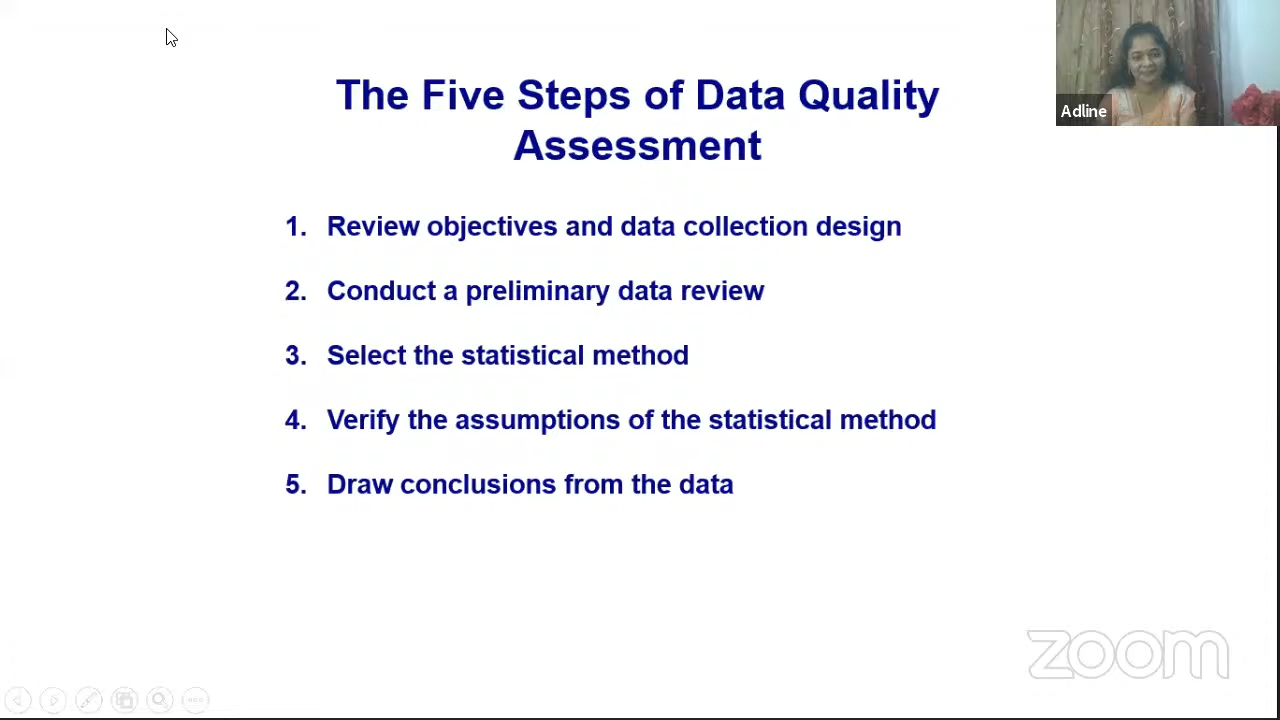 The Five Steps of Data Quality
Assessment
Adline
1. Review objectives and data collection design
2. Conduct a preliminary data review
3. Select the statistical method
4. Verify the assumptions of the statistical method
5. Draw conclusions from the data
zoom